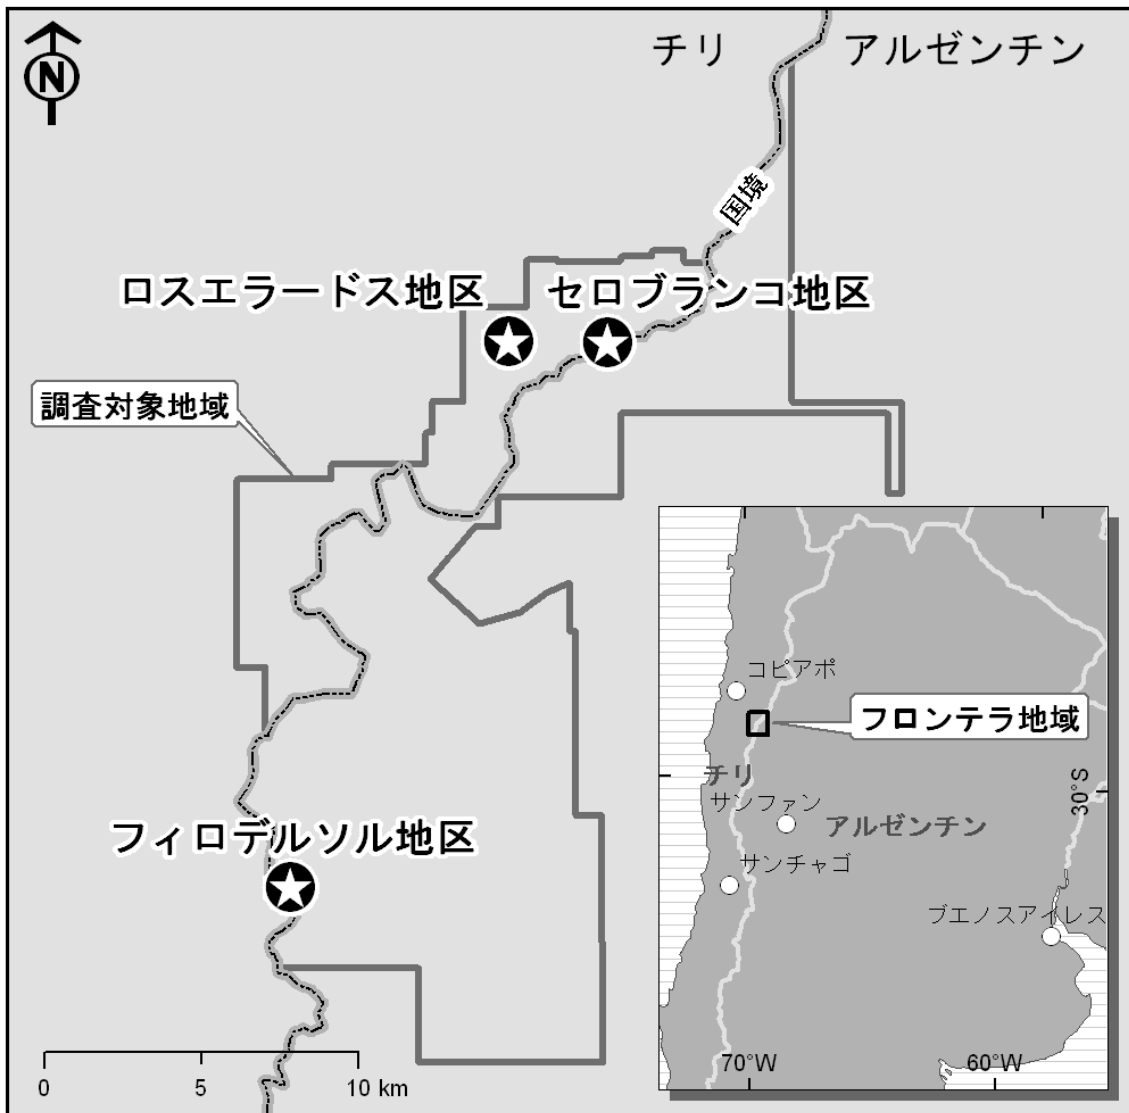 N
チリ
アルゼンチン
国境
ロスエラードス地区
セロブランコ地区
調査対象地域
フィロデルソル地区
0
5
10 km
コピアポ
フロンテラ地域
チリ
サンファン
アルゼンチン
30°S
サンチャゴ
ブエノスアイレス
70°W
60°W